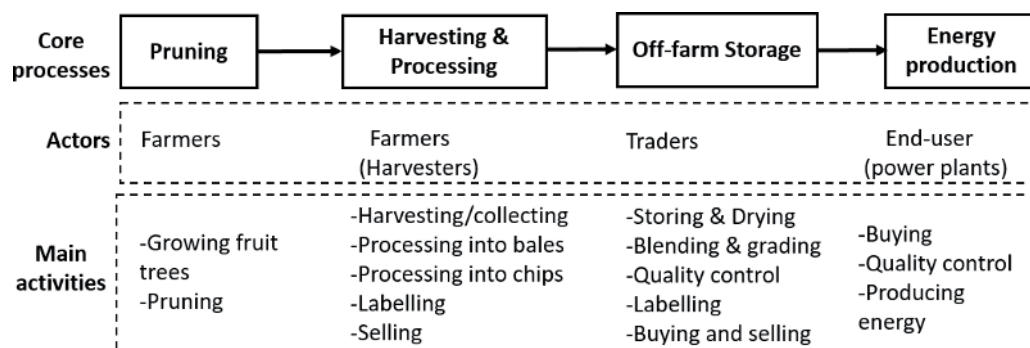 Core processes
Pruning
Harvesting & Processing
Off-farm Storage
Energy production
Actors
Farmers
Farmers (Harvesters)
Traders
End-user (power plants)
Main activities
-Growing fruit trees
-Pruning
-Harvesting/collecting
-Processing into bales
-Processing into chips
-Labelling
-Selling
-Storing & Drying
-Blending & grading
-Quality control
-Labelling
-Buying and selling
-Buying
-Quality control
-Producing energy